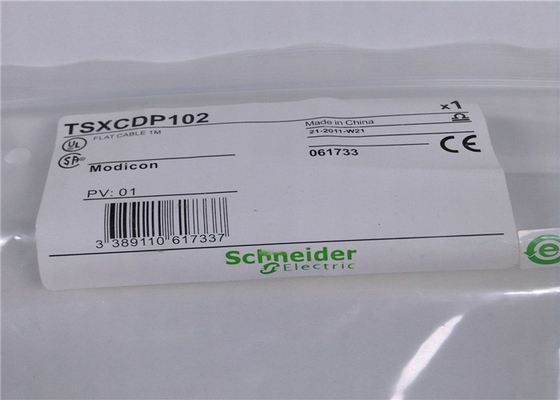 TSXCDP102
FLAT CABLE 1M
UL
Modicon
PV: 01
3 389110 617337
x1
Made in China
21-2011-W21
061733
CE
Schneider
Electric